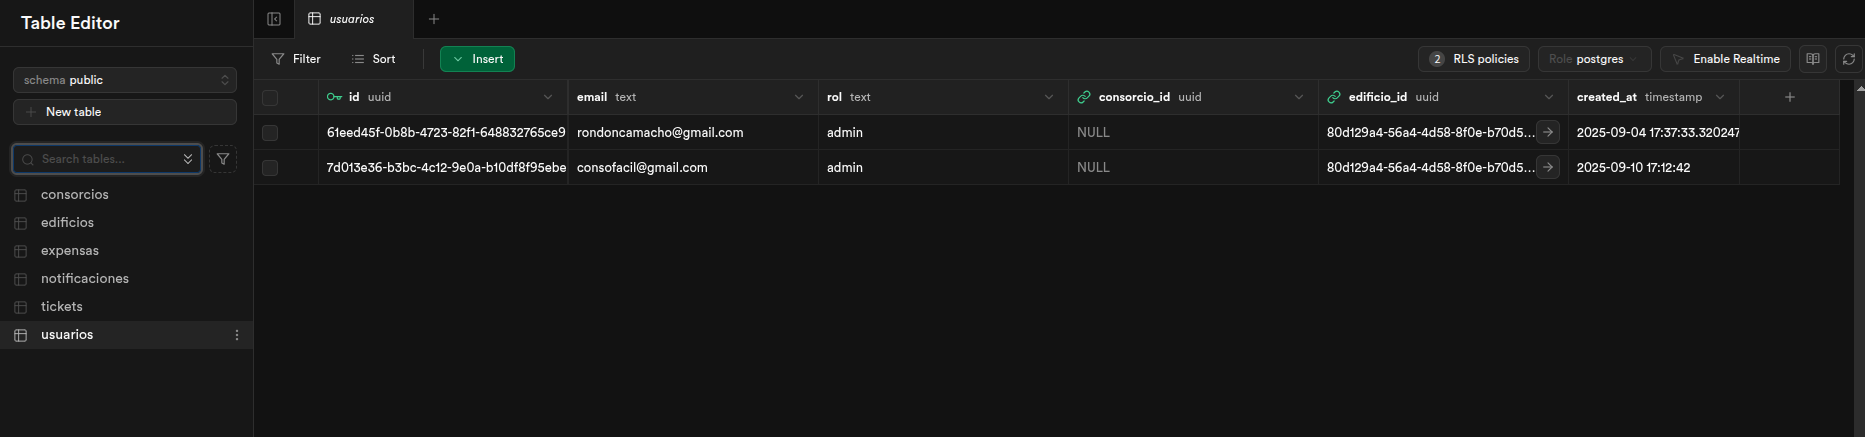 Table Editor
usuarios
schema public
New table
Search tables...
consorcios
edificios
expensas
notificaciones
tickets
usuarios
Filter Sort Insert 2 RLS policies Role postgres Enable Realtime
id uuid email text rol text consorcio_id uuid edificio_id uuid created_at timestamp
61eed45f-0b8b-4723-82f1-648832765ce9 rondoncamacho@gmail.com admin NULL 80d129a4-56a4-4d58-8f0e-b70d5... 2025-09-04 17:37:33.320247
7d013e36-b3bc-4c12-9e0a-b10df8f95ebe consofacil@gmail.com admin NULL 80d129a4-56a4-4d58-8f0e-b70d5... 2025-09-10 17:12:42